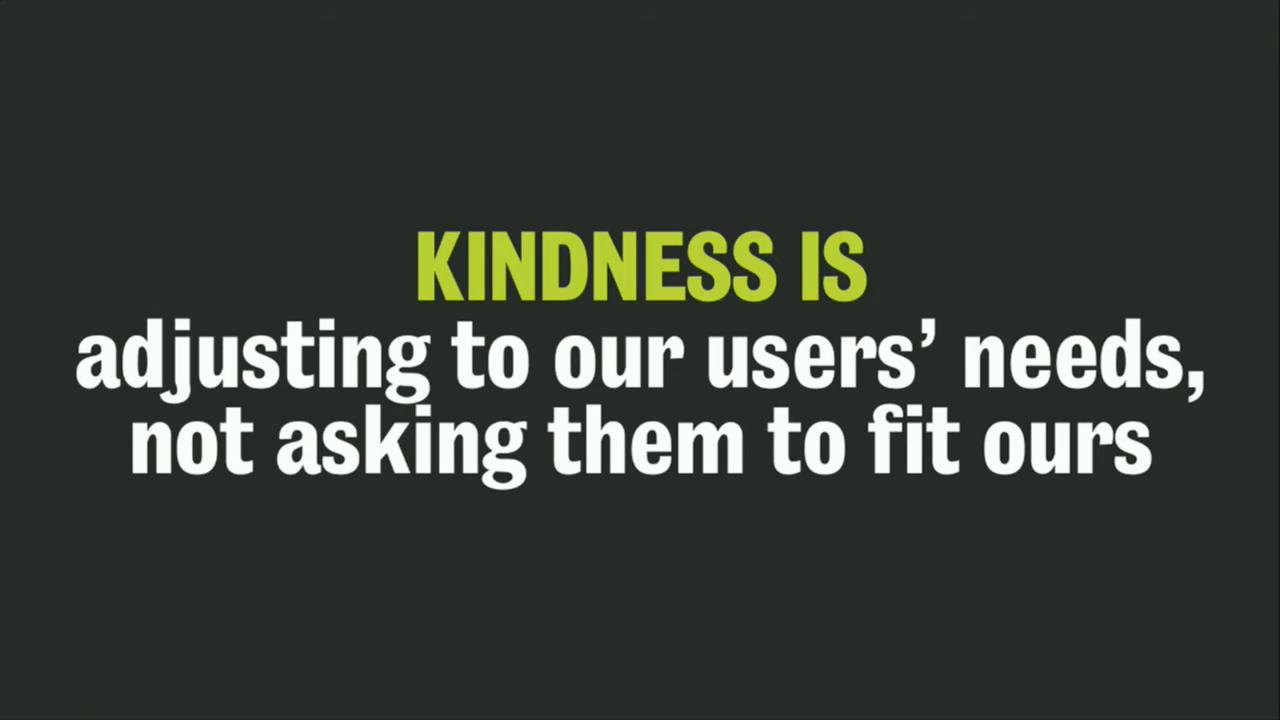 KINDNESS IS
adjusting to our users’ needs,
not asking them to fit ours